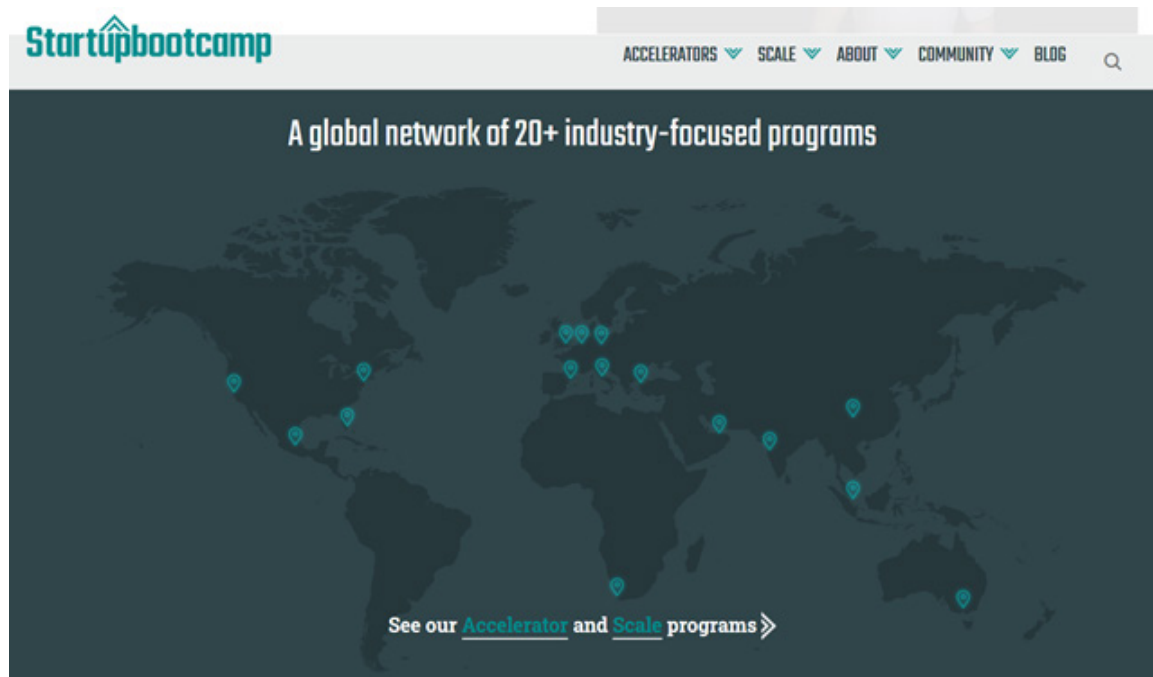 Startupbootcamp
ACCELERATORS SCALE ABOUT COMMUNITY BLOG
A global network of 20+ industry-focused programs
See our Accelerator and Scale programs